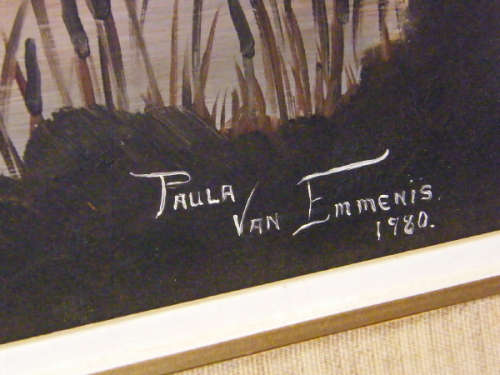 PAULA
VAN EMMENIS.
1980.